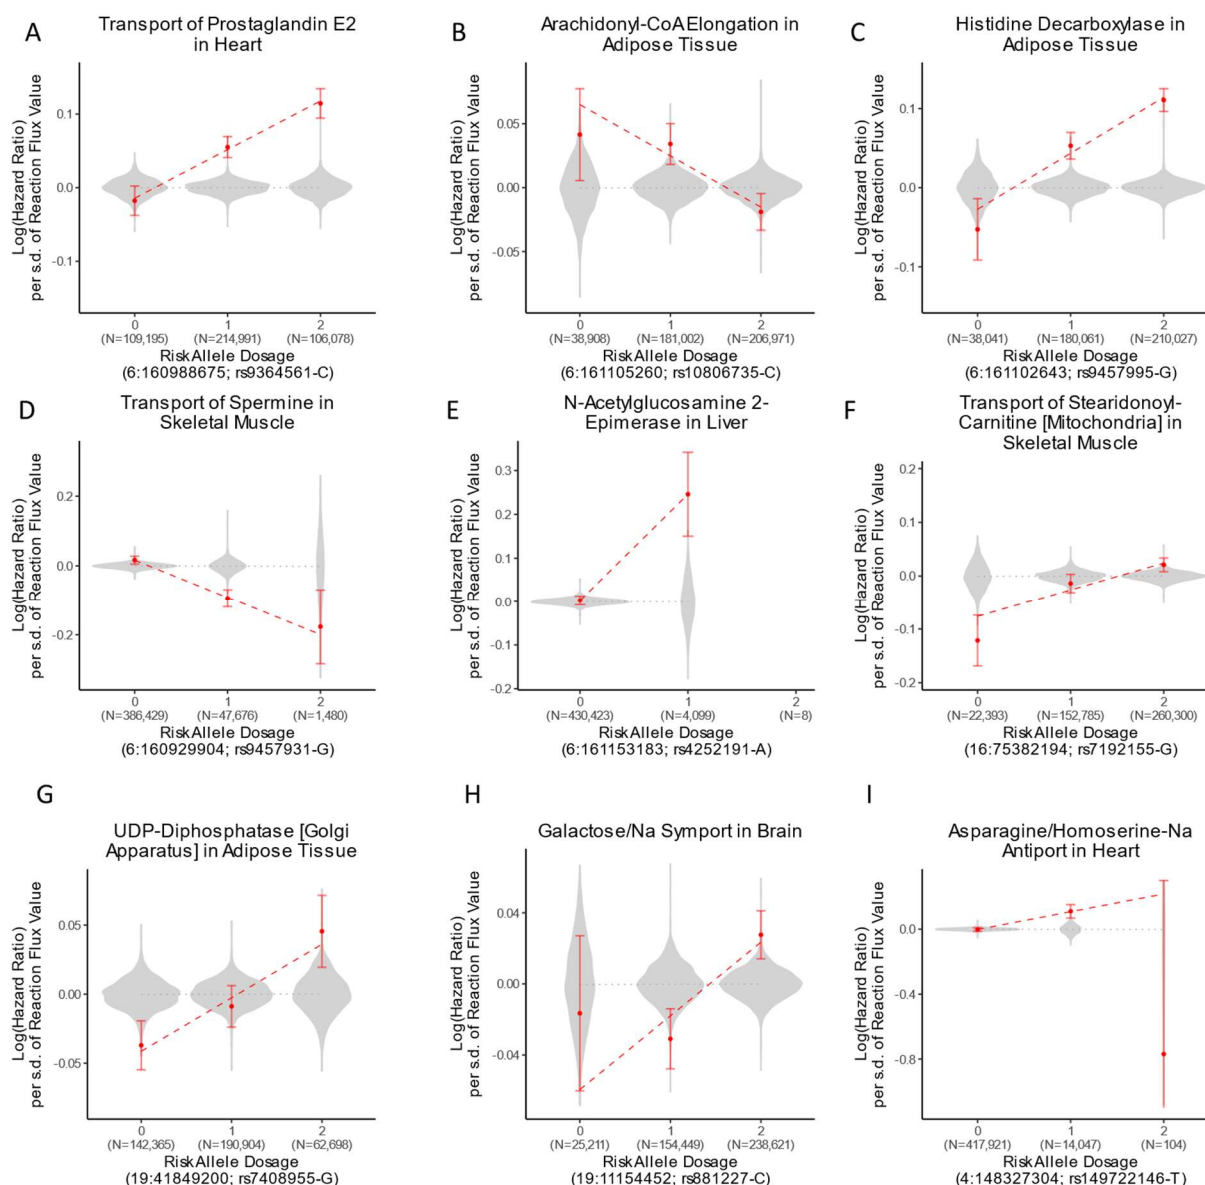 A
Transport of Prostaglandin E2
in Heart
Log(Hazard Ratio)
per s.d. of Reaction Flux Value
0.1
0.0
-0.1
0
1
2
(N=109,195)
(N=214,991)
(N=106,078)
RiskAllele Dosage
(6:160988675; rs9364561-C)
B
Arachidonyl-CoAElongation in
Adipose Tissue
Log(Hazard Ratio)
per s.d. of Reaction Flux Value
0.05
0.00
-0.05
0
1
2
(N=38,908)
(N=181,002)
(N=206,971)
RiskAllele Dosage
(6:161105260; rs10806735-C)
C
Histidine Decarboxylase in
Adipose Tissue
Log(Hazard Ratio)
per s.d. of Reaction Flux Value
0.1
0.0
-0.1
0
1
2
(N=38,041)
(N=180,061)
(N=210,027)
RiskAllele Dosage
(6:161102643; rs9457995-G)
D
Transport of Spermine in
Skeletal Muscle
Log(Hazard Ratio)
per s.d. of Reaction Flux Value
0.2
0.0
-0.2
0
1
2
(N=386,429)
(N=47,676)
(N=1,480)
RiskAllele Dosage
(6:160929904; rs9457931-G)
E
N-Acetylglucosamine 2-
Epimerase in Liver
Log(Hazard Ratio)
per s.d. of Reaction Flux Value
0.3
0.2
0.1
0.0
-0.1
-0.2
0
1
2
(N=430,423)
(N=4,099)
(N=8)
RiskAllele Dosage
(6:161153183; rs4252191-A)
F
Transport of Stearidonoyl-
Carnitine [Mitochondria] in
Skeletal Muscle
Log(Hazard Ratio)
per s.d. of Reaction Flux Value
0.2
0.1
0.0
-0.1
-0.2
0
1
2
(N=22,393)
(N=152,785)
(N=260,300)
RiskAllele Dosage
(16:75382194; rs7192155-G)
G
UDP-Diphosphatase [Golgi
Apparatus] in Adipose Tissue
Log(Hazard Ratio)
per s.d. of Reaction Flux Value
0.05
0.00
-0.05
0
1
2
(N=142,365)
(N=190,904)
(N=62,698)
RiskAllele Dosage
(19:41849200; rs7408955-G)
H
Galactose/Na Symport in Brain
Log(Hazard Ratio)
per s.d. of Reaction Flux Value
0.04
0.00
-0.04
0
1
2
(N=25,211)
(N=154,449)
(N=238,621)
RiskAllele Dosage
(19:11154452; rs881227-C)
I
Asparagine/Homoserine-Na
Antiport in Heart
Log(Hazard Ratio)
per s.d. of Reaction Flux Value
0.0
-0.4
-0.8
0
1
2
(N=417,921)
(N=14,047)
(N=104)
RiskAllele Dosage
(4:148327304; rs149722146-T)